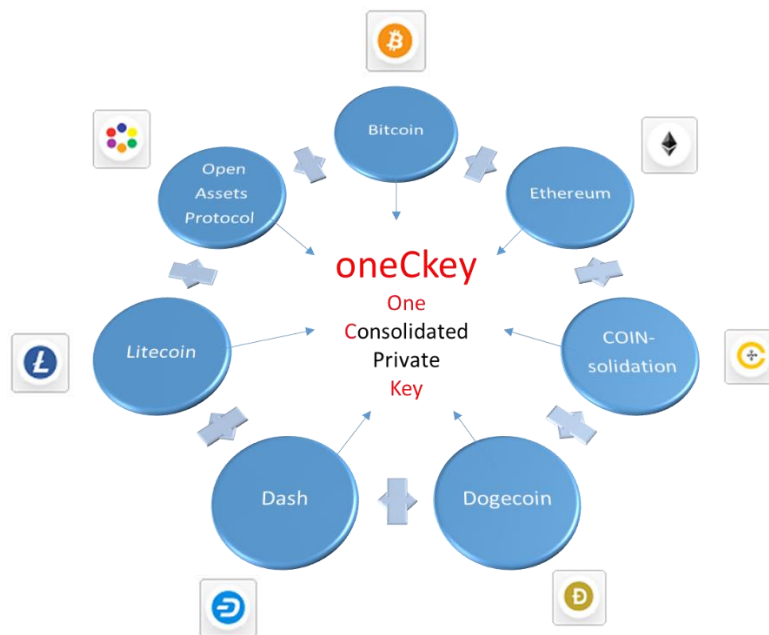 Bitcoin
Open
Assets
Protocol
Ethereum
oneCkey
One
Consolidated
Private
Key
Litecoin
COIN-
solidation
Dash
Dogecoin